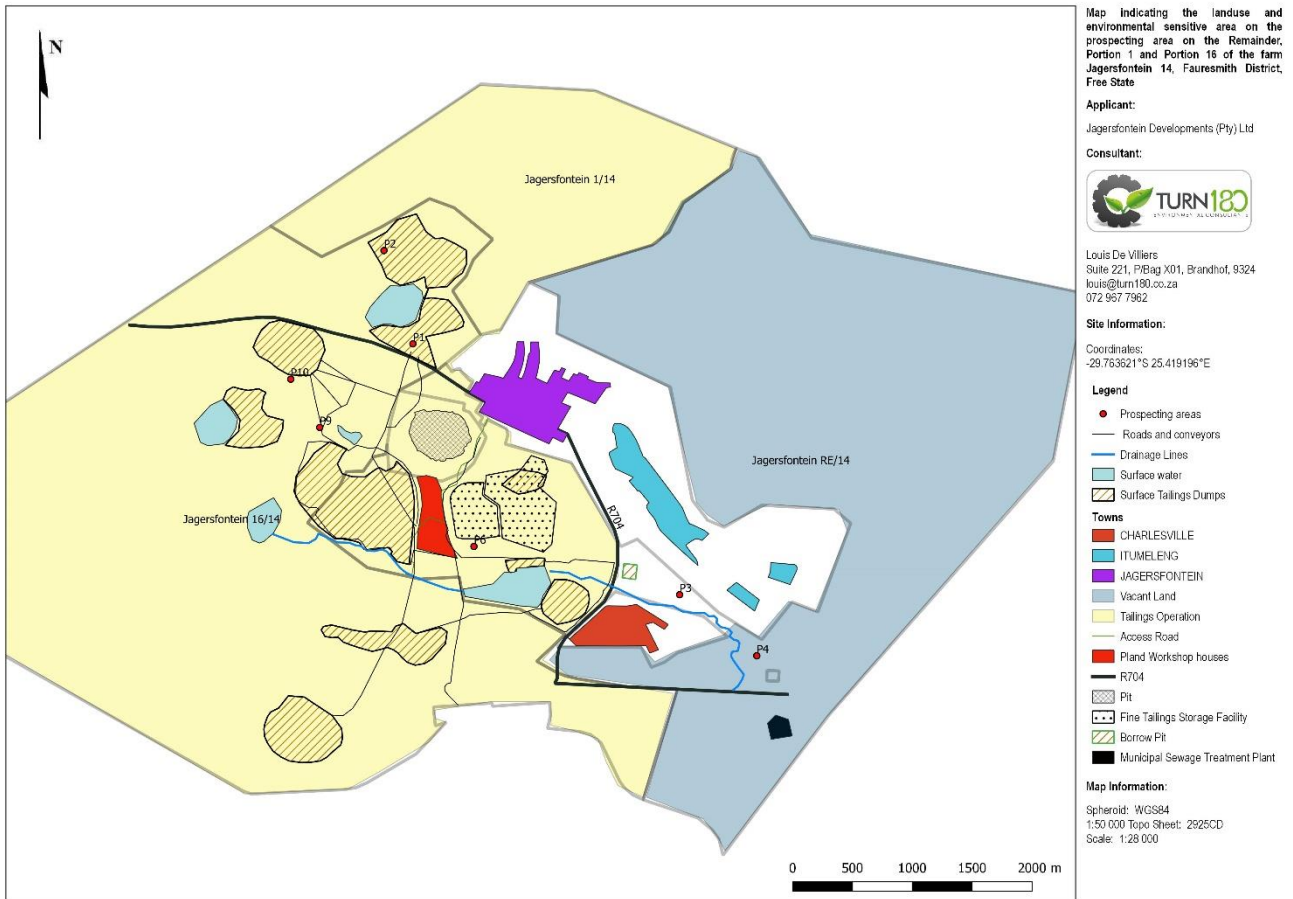 N
Jagersfontein 1/14
P2
P1
P10
P9
Jagersfontein RE/14
R704
Jagersfontein 16/14
P6
P3
P4
0 500 1000 1500 2000 m
Map indicating the landuse and
environmental sensitive area on the
prospecting area on the Remainder,
Portion 1 and Portion 16 of the farm
Jagersfontein 14, Fauresmith District,
Free State
Applicant:
Jagersfontein Developments (Pty) Ltd
Consultant:
TURN180
ENVIRONMENTAL CONSULTANTS
Louis De Villiers
Suite 221, P/Bag X01, Brandhof, 9324
louis@turn180.co.za
072 967 7962
Site Information:
Coordinates:
-29.763621°S 25.419196°E
Legend
Prospecting areas
Roads and conveyors
Drainage Lines
Surface water
Surface Tailings Dumps
Towns
CHARLESVILLE
ITUMELENG
JAGERSFONTEIN
Vacant Land
Tailings Operation
Access Road
Pland Workshop houses
R704
Pit
Fine Tailings Storage Facility
Borrow Pit
Municipal Sewage Treatment Plant
Map Information:
Spheroid: WGS84
1:50 000 Topo Sheet: 2925CD
Scale: 1:28 000